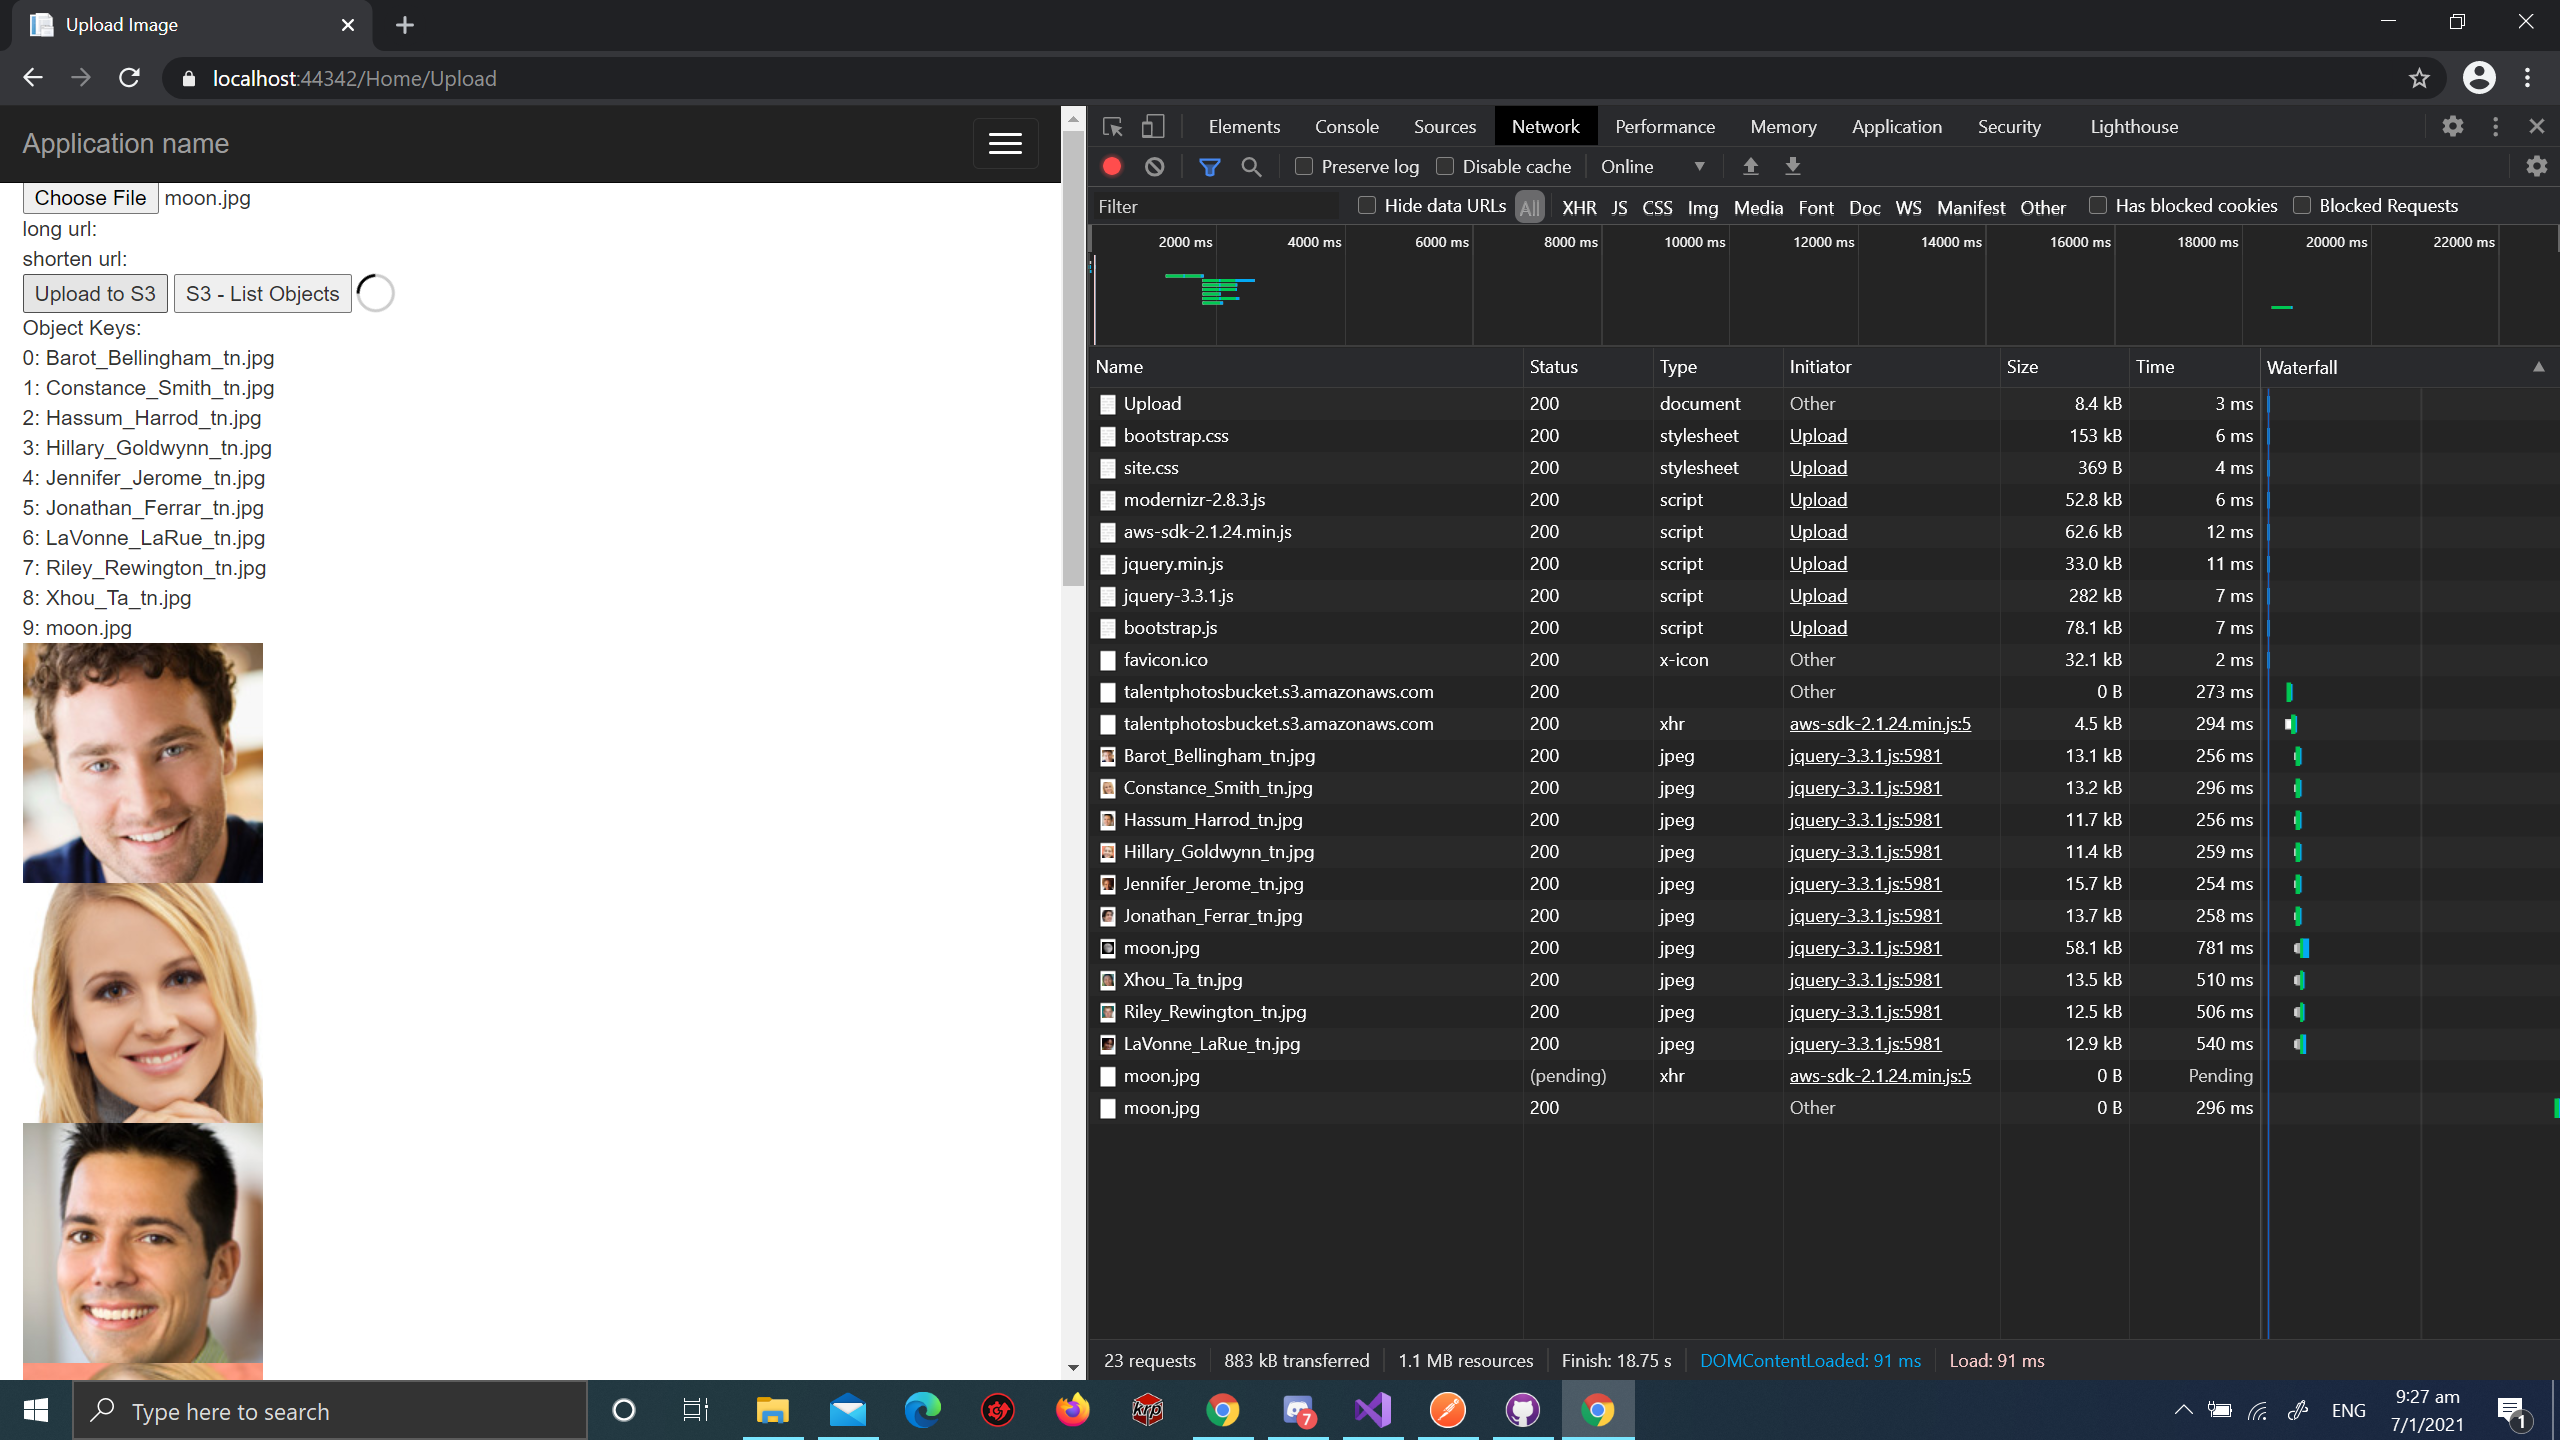 Upload Image
localhost:44342/Home/Upload
Application name
Choose File moon.jpg
long url:
shorten url:
Upload to S3 S3 - List Objects
Object Keys:
0: Barot_Bellingham_tn.jpg
1: Constance_Smith_tn.jpg
2: Hassum_Harrod_tn.jpg
3: Hillary_Goldwynn_tn.jpg
4: Jennifer_Jerome_tn.jpg
5: Jonathan_Ferrar_tn.jpg
6: LaVonne_LaRue_tn.jpg
7: Riley_Rewington_tn.jpg
8: Xhou_Ta_tn.jpg
9: moon.jpg
Elements Console Sources Network Performance Memory Application Security Lighthouse
Preserve log Disable cache Online
Filter Hide data URLs All XHR JS CSS Img Media Font Doc WS Manifest Other Has blocked cookies Blocked Requests
2000 ms 4000 ms 6000 ms 8000 ms 10000 ms 12000 ms 14000 ms 16000 ms 18000 ms 20000 ms 22000 ms
Name Status Type Initiator Size Time Waterfall
Upload 200 document Other 8.4 kB 3 ms
bootstrap.css 200 stylesheet Upload 153 kB 6 ms
site.css 200 stylesheet Upload 369 B 4 ms
modernizr-2.8.3.js 200 script Upload 52.8 kB 6 ms
aws-sdk-2.1.24.min.js 200 script Upload 62.6 kB 12 ms
jquery.min.js 200 script Upload 33.0 kB 11 ms
jquery-3.3.1.js 200 script Upload 282 kB 7 ms
bootstrap.js 200 script Upload 78.1 kB 7 ms
favicon.ico 200 x-icon Other 32.1 kB 2 ms
talentphotosbucket.s3.amazonaws.com 200 Other 0 B 273 ms
talentphotosbucket.s3.amazonaws.com 200 xhr aws-sdk-2.1.24.min.js:5 4.5 kB 294 ms
Barot_Bellingham_tn.jpg 200 jpeg jquery-3.3.1.js:5981 13.1 kB 256 ms
Constance_Smith_tn.jpg 200 jpeg jquery-3.3.1.js:5981 13.2 kB 296 ms
Hassum_Harrod_tn.jpg 200 jpeg jquery-3.3.1.js:5981 11.7 kB 256 ms
Hillary_Goldwynn_tn.jpg 200 jpeg jquery-3.3.1.js:5981 11.4 kB 259 ms
Jennifer_Jerome_tn.jpg 200 jpeg jquery-3.3.1.js:5981 15.7 kB 254 ms
Jonathan_Ferrar_tn.jpg 200 jpeg jquery-3.3.1.js:5981 13.7 kB 258 ms
moon.jpg 200 jpeg jquery-3.3.1.js:5981 58.1 kB 781 ms
Xhou_Ta_tn.jpg 200 jpeg jquery-3.3.1.js:5981 13.5 kB 510 ms
Riley_Rewington_tn.jpg 200 jpeg jquery-3.3.1.js:5981 12.5 kB 506 ms
LaVonne_LaRue_tn.jpg 200 jpeg jquery-3.3.1.js:5981 12.9 kB 540 ms
moon.jpg (pending) xhr aws-sdk-2.1.24.min.js:5 0 B Pending
moon.jpg 200 Other 0 B 296 ms
23 requests 883 kB transferred 1.1 MB resources Finish: 18.75 s DOMContentLoaded: 91 ms Load: 91 ms
Type here to search
krp
7
ENG
9:27 am
7/1/2021
1